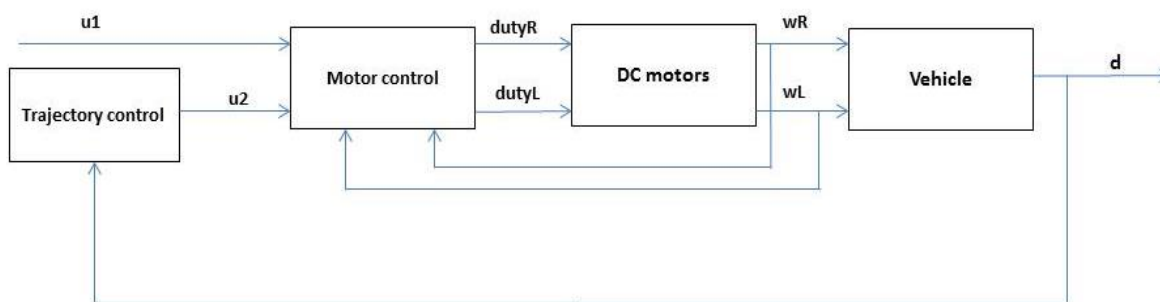 u1
dutyR
wR
Motor control
DC motors
Vehicle
d
Trajectory control
u2
dutyL
wL